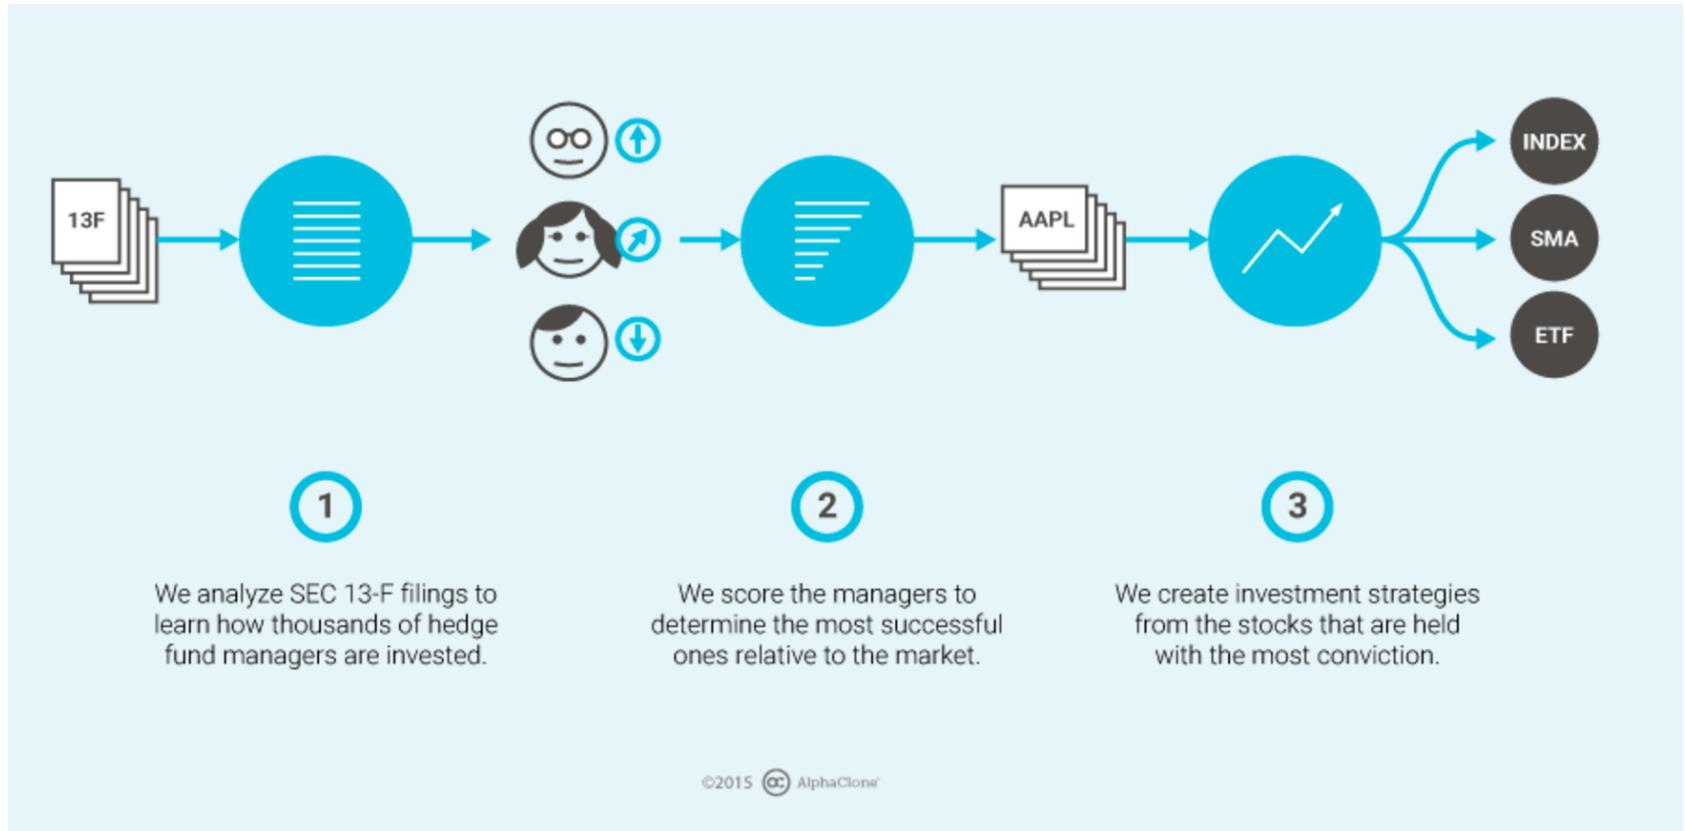 13F
AAPL
INDEX
SMA
ETF
1
We analyze SEC 13-F filings to
learn how thousands of hedge
fund managers are invested.
2
We score the managers to
determine the most successful
ones relative to the market.
3
We create investment strategies
from the stocks that are held
with the most conviction.
©2015 AlphaClone